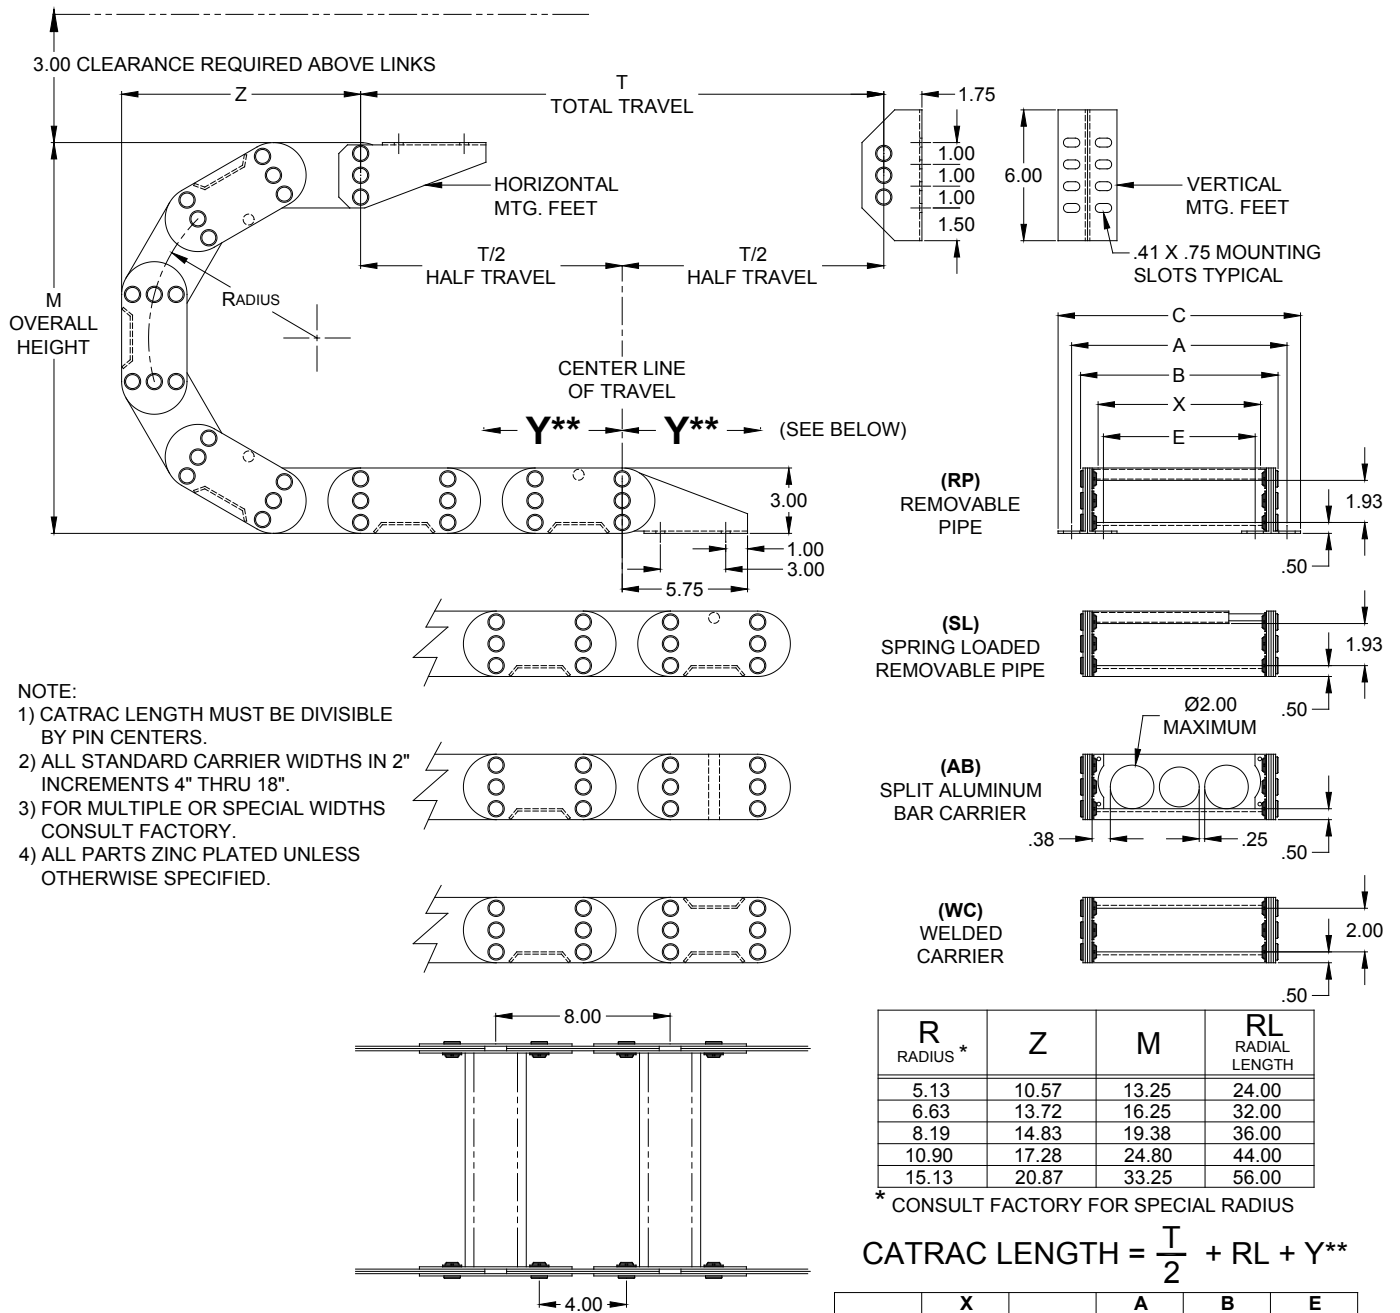 3.00 CLEARANCE REQUIRED ABOVE LINKS
Z
T
TOTAL TRAVEL
1.75
1.00
1.00
1.00
1.50
6.00
HORIZONTAL
MTG. FEET
VERTICAL
MTG. FEET
.41 X .75 MOUNTING
SLOTS TYPICAL
T/2
HALF TRAVEL
T/2
HALF TRAVEL
RADIUS
M
OVERALL
HEIGHT
CENTER LINE
OF TRAVEL
Y**
Y**
(SEE BELOW)
3.00
1.00
3.00
5.75
C
A
B
X
E
(RP)
REMOVABLE
PIPE
1.93
.50
(SL)
SPRING LOADED
REMOVABLE PIPE
1.93
.50
NOTE:
1) CATRAC LENGTH MUST BE DIVISIBLE
BY PIN CENTERS.
2) ALL STANDARD CARRIER WIDTHS IN 2"
INCREMENTS 4" THRU 18".
3) FOR MULTIPLE OR SPECIAL WIDTHS
CONSULT FACTORY.
4) ALL PARTS ZINC PLATED UNLESS
OTHERWISE SPECIFIED.
Ø2.00
MAXIMUM
(AB)
SPLIT ALUMINUM
BAR CARRIER
.38
.25
.50
(WC)
WELDED
CARRIER
2.00
.50
8.00
4.00
R RADIUS * Z M RL RADIAL LENGTH
5.13 10.57 13.25 24.00
6.63 13.72 16.25 32.00
8.19 14.83 19.38 36.00
10.90 17.28 24.80 44.00
15.13 20.87 33.25 56.00
* CONSULT FACTORY FOR SPECIAL RADIUS
CATRAC LENGTH = T/2 + RL + Y**
X A B E